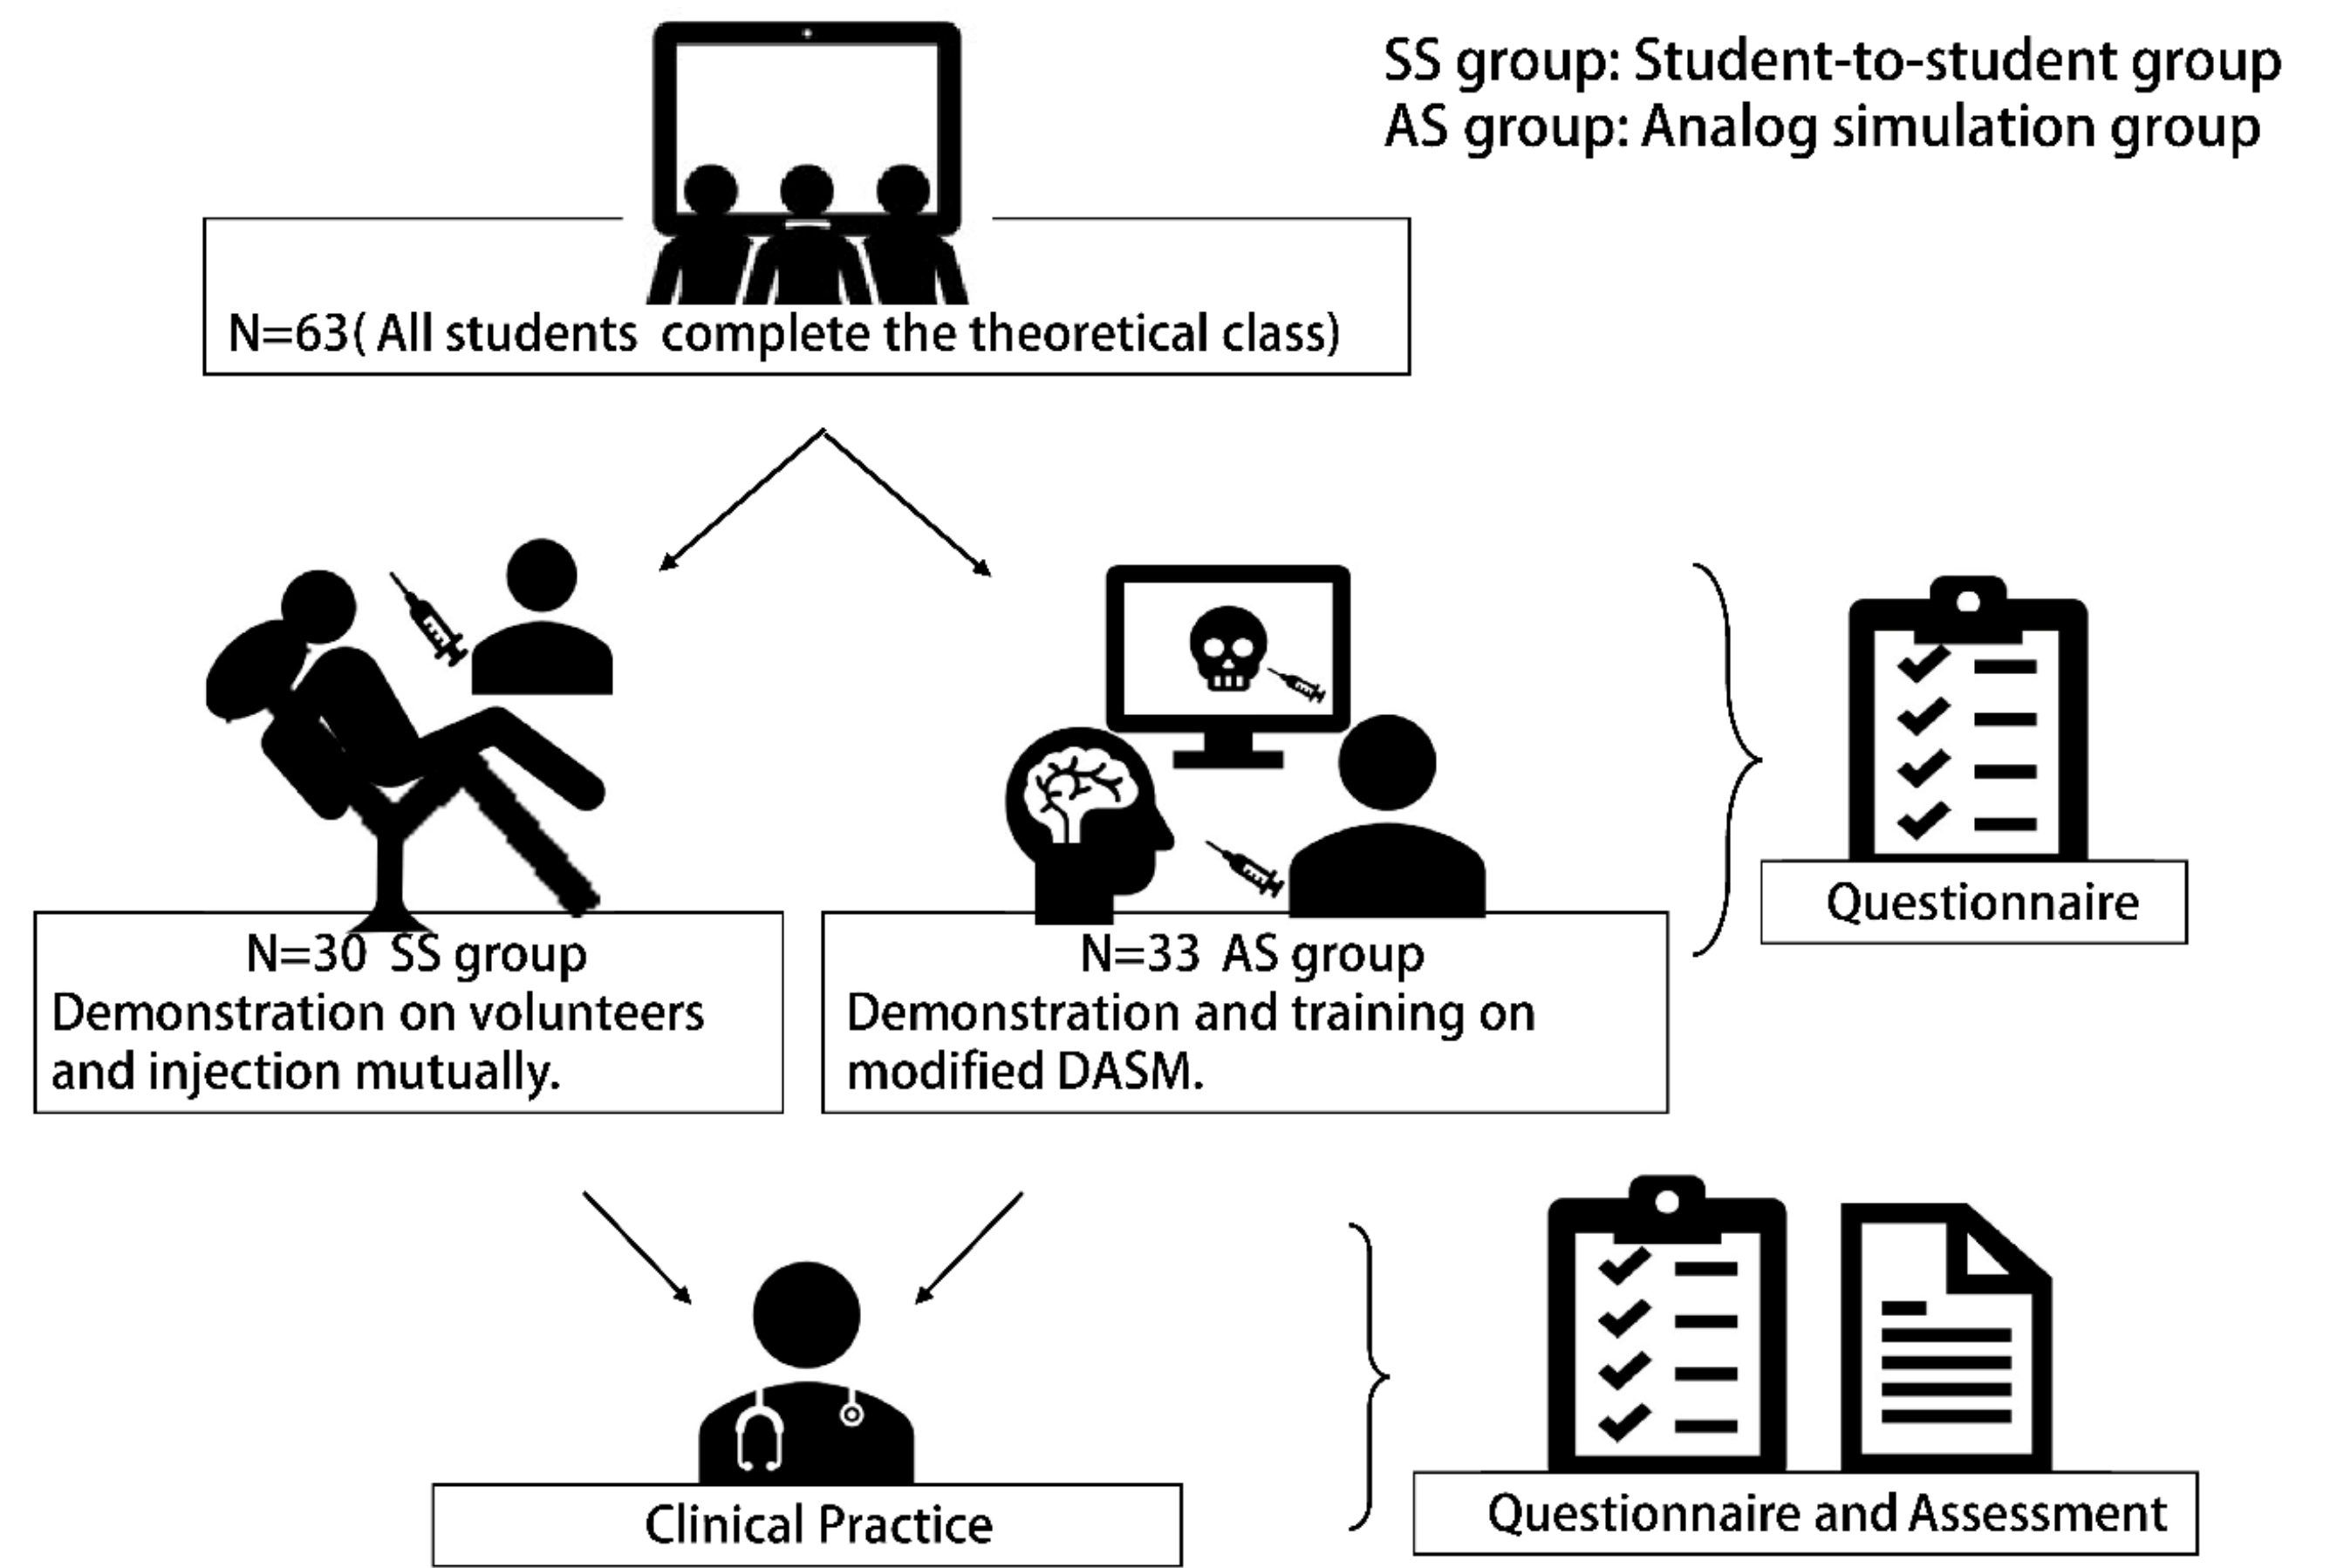 SS group: Student-to-student group
AS group: Analog simulation group
N=63( All students complete the theoretical class)
N=30 SS group
Demonstration on volunteers
and injection mutually.
N=33 AS group
Demonstration and training on
modified DASM.
Questionnaire
Clinical Practice
Questionnaire and Assessment